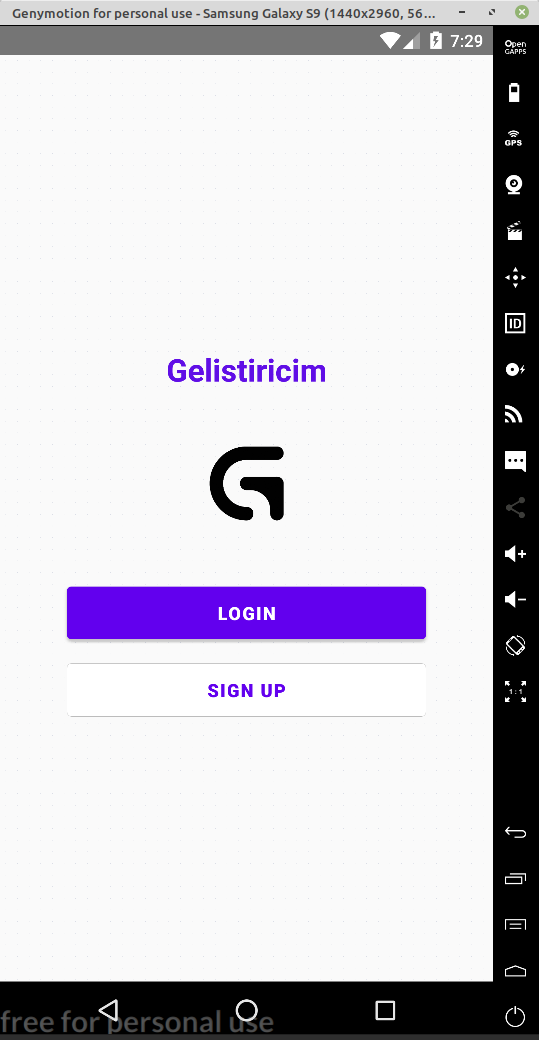 Genymotion for personal use - Samsung Galaxy S9 (1440x2960, 56...
7:29
Open
GAPPS
GPS
ID
Gelistiricim
LOGIN
SIGN UP
1:1
free for personal use